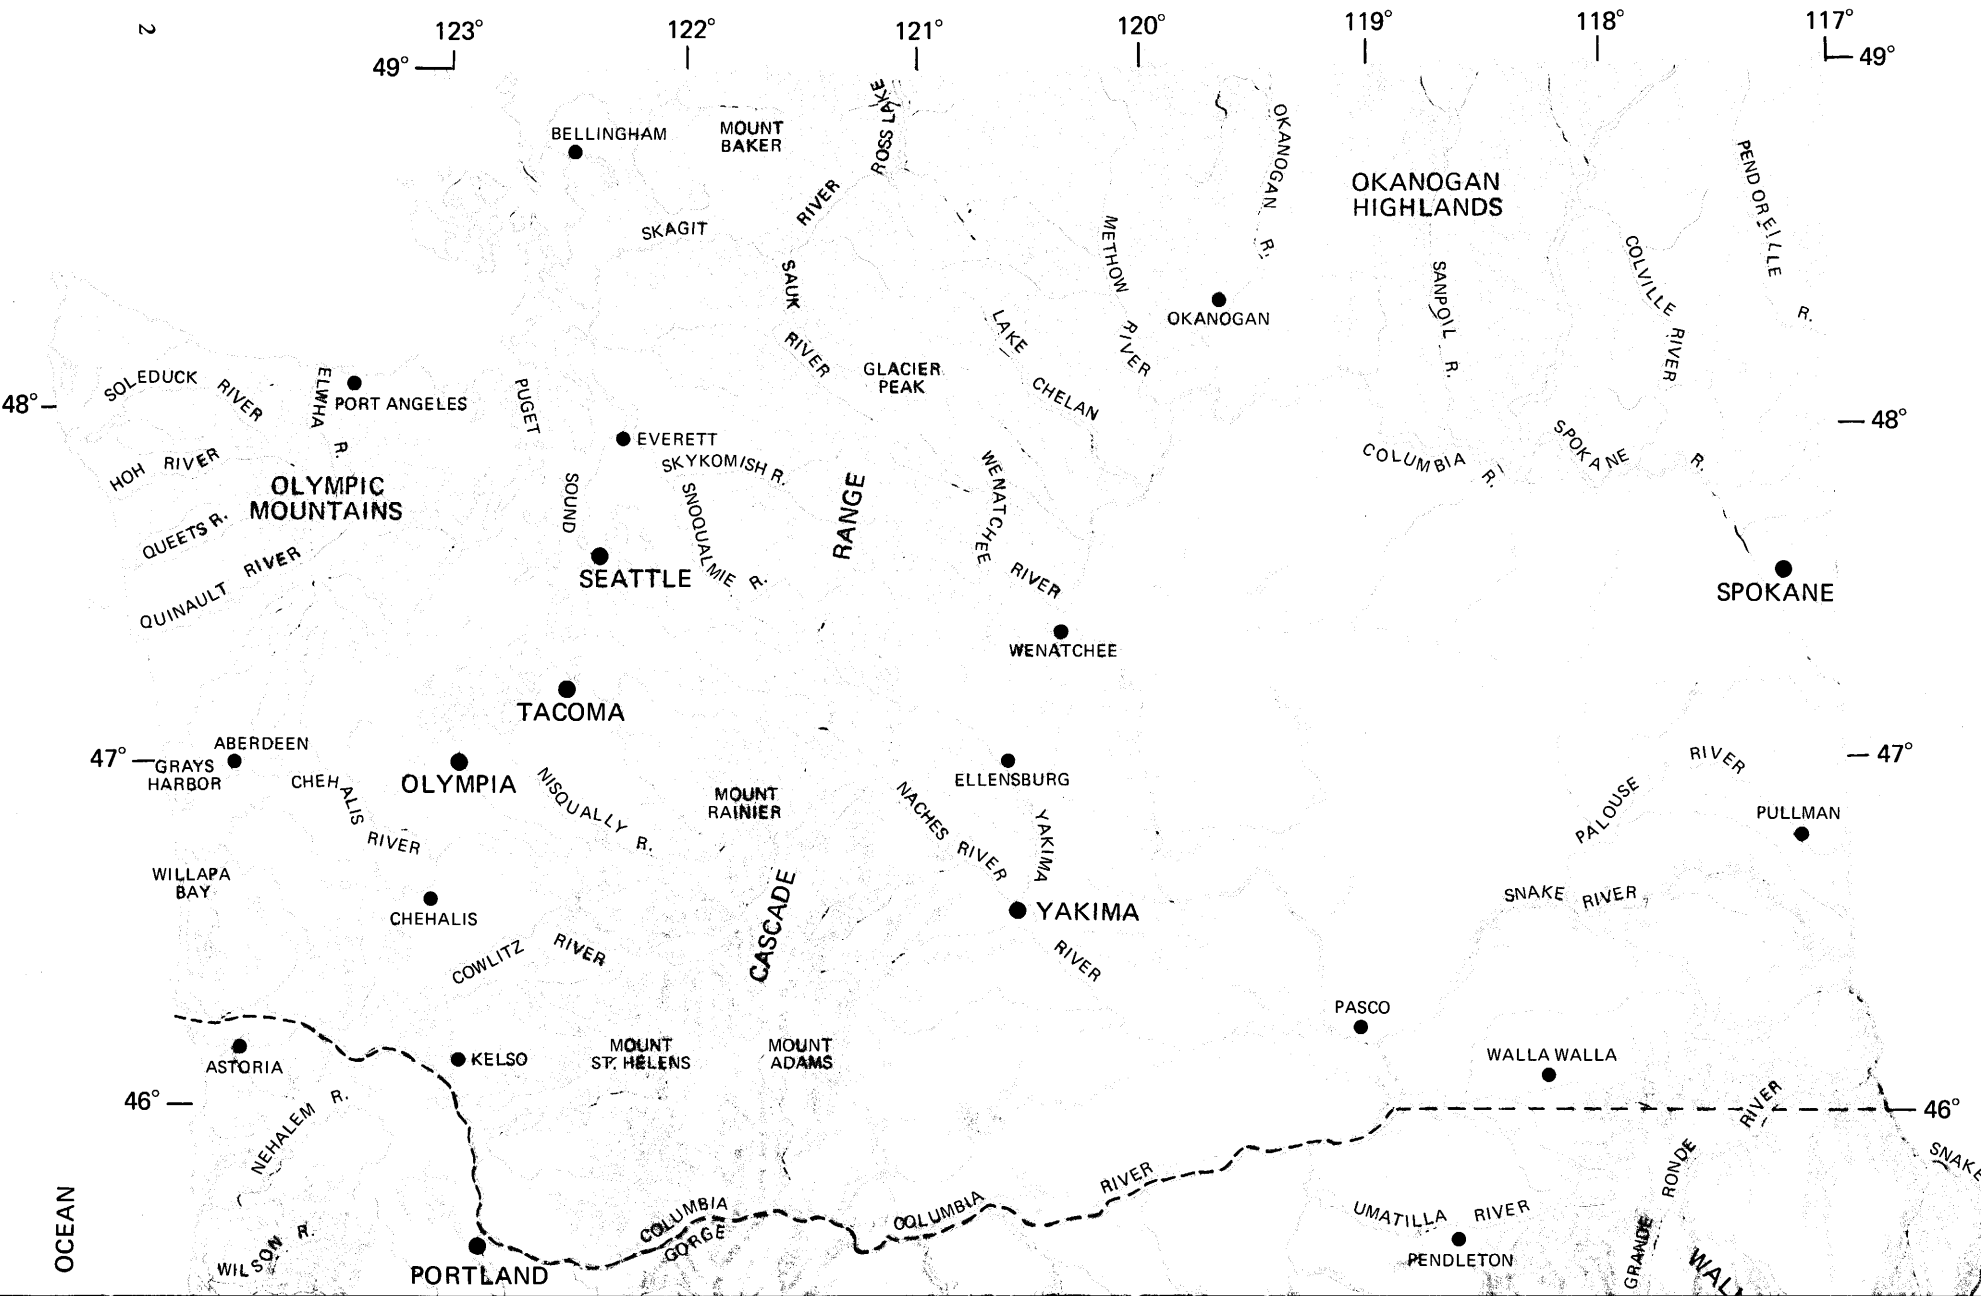 2
123°
122°
121°
120°
119°
118°
117°
49°
49°
ROSS LAKE
BELLINGHAM
MOUNT
BAKER
OKANOGAN R.
PEND OREILLE R.
OKANOGAN
HIGHLANDS
SKAGIT RIVER
METHOW RIVER
SAUK RIVER
COLVILLE RIVER
SANPOIL R.
OKANOGAN
LAKE CHELAN
GLACIER
PEAK
SOLEDUCK RIVER
ELWHA R.
PORT ANGELES
PUGET SOUND
48°
48°
EVERETT
SKYKOMISH R.
HOH RIVER
OLYMPIC
MOUNTAINS
COLUMBIA R.
SPOKANE R.
WENATCHEE RIVER
SNOQUALMIE R.
CASCADE RANGE
QUEETS R.
QUINAULT RIVER
SEATTLE
SPOKANE
WENATCHEE
TACOMA
ABERDEEN
47°
47°
GRAYS
HARBOR
CHEHALIS RIVER
OLYMPIA
NISQUALLY R.
MOUNT
RAINIER
ELLENSBURG
NACHES RIVER
YAKIMA RIVER
PALOUSE RIVER
PULLMAN
WILLAPA
BAY
CHEHALIS
SNAKE RIVER
YAKIMA
COWLITZ RIVER
PASCO
ASTORIA
KELSO
MOUNT
ST. HELENS
MOUNT
ADAMS
WALLA WALLA
46°
46°
NEHALEM R.
GRANDE RONDE RIVER
SNAKE
OCEAN
COLUMBIA
GORGE
COLUMBIA RIVER
UMATILLA RIVER
WILSON R.
PORTLAND
PENDLETON